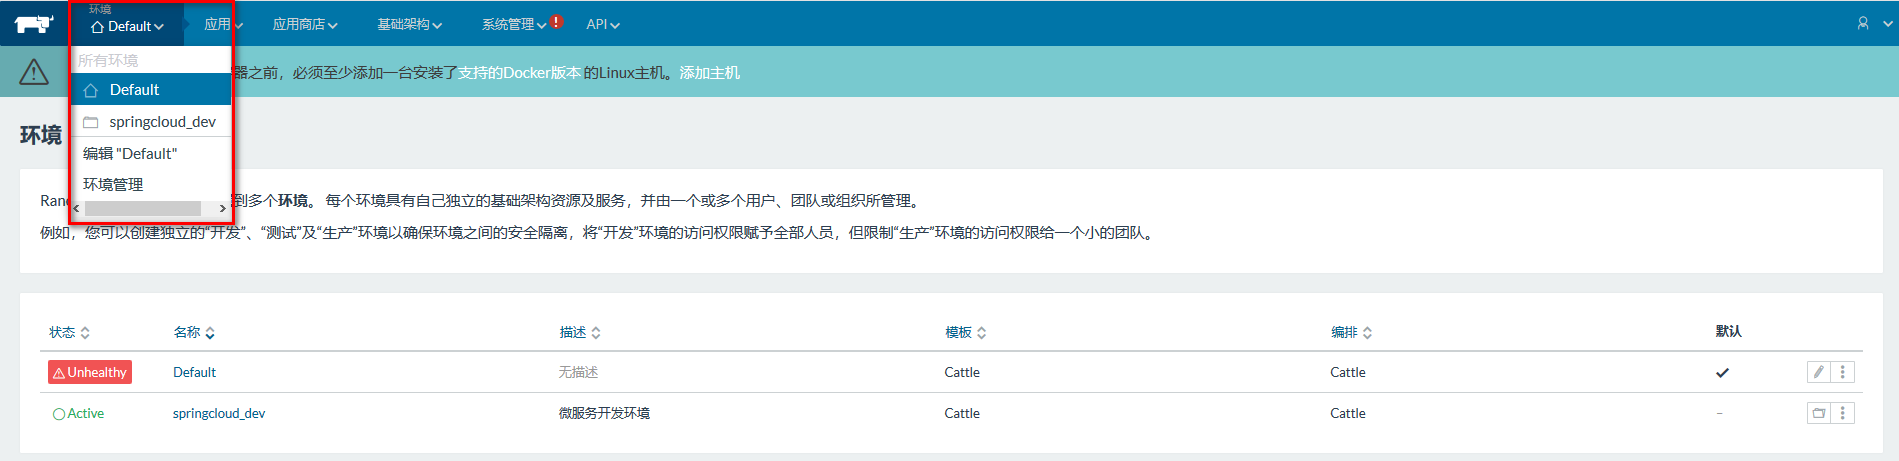 环境
Default
应用
应用商店
基础架构
系统管理
API
所有环境
Default
springcloud_dev
编辑 "Default"
环境管理
器之前，必须至少添加一台安装了支持的Docker版本 的Linux主机。添加主机
环境
Ranc
到多个环境。 每个环境具有自己独立的基础架构资源及服务，并由一个或多个用户、团队或组织所管理。
例如，您可以创建独立的“开发”、“测试”及“生产”环境以确保环境之间的安全隔离，将“开发”环境的访问权限赋予全部人员，但限制“生产”环境的访问权限给一个小的团队。
状态 名称 描述 模板 编排 默认
Unhealthy Default 无描述 Cattle Cattle
Active springcloud_dev 微服务开发环境 Cattle Cattle –